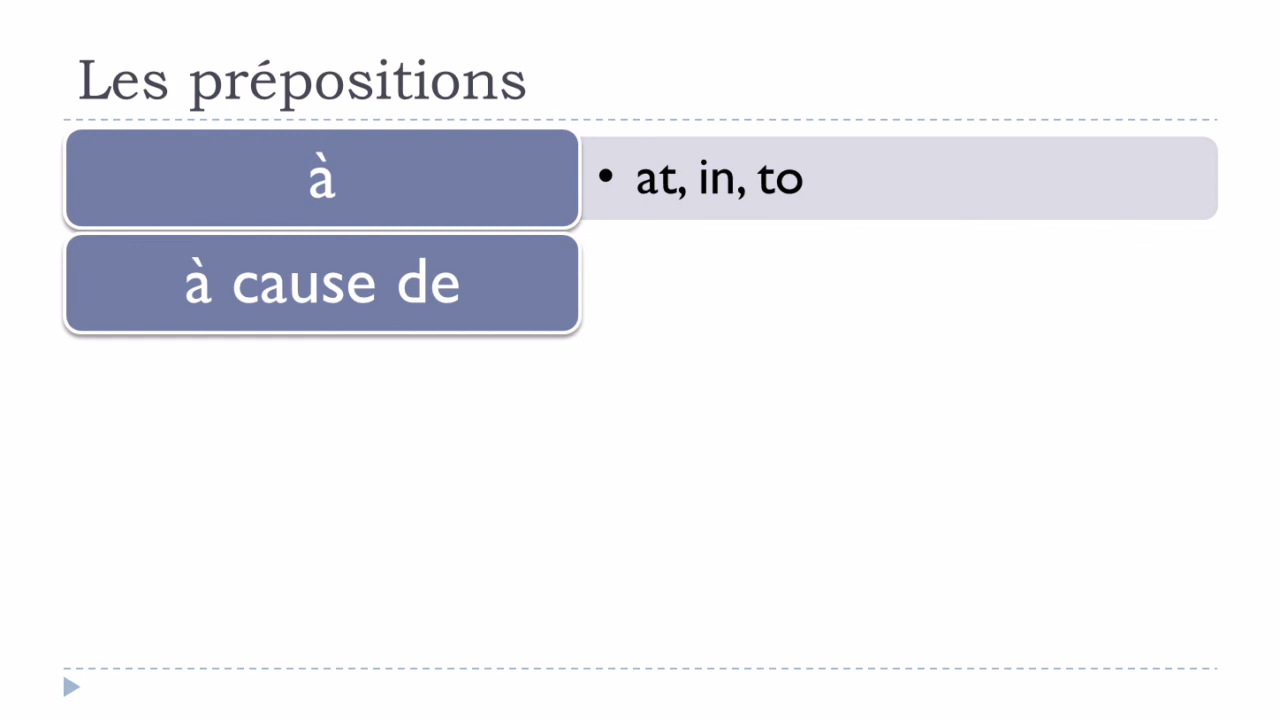 Les prépositions
à
• at, in, to
à cause de